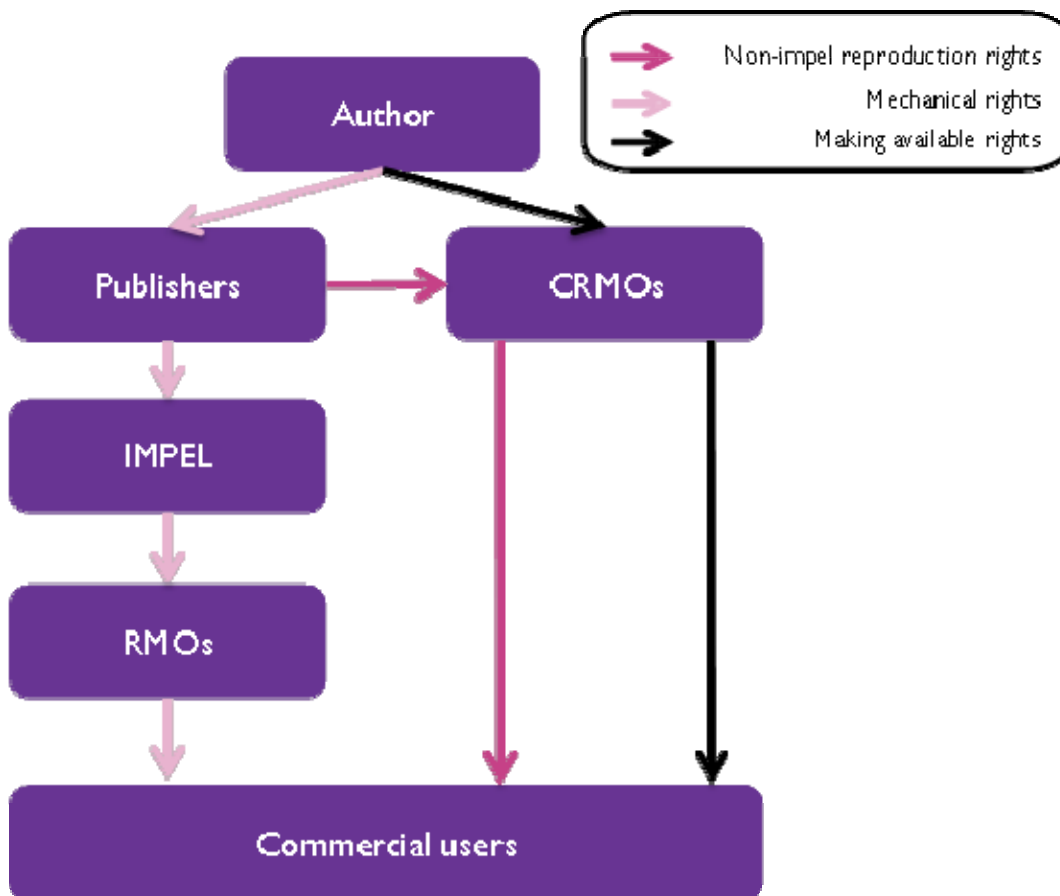 Non-impel reproduction rights
Mechanical rights
Making available rights
Author
Publishers
CRMOs
IMPEL
RMOs
Commercial users